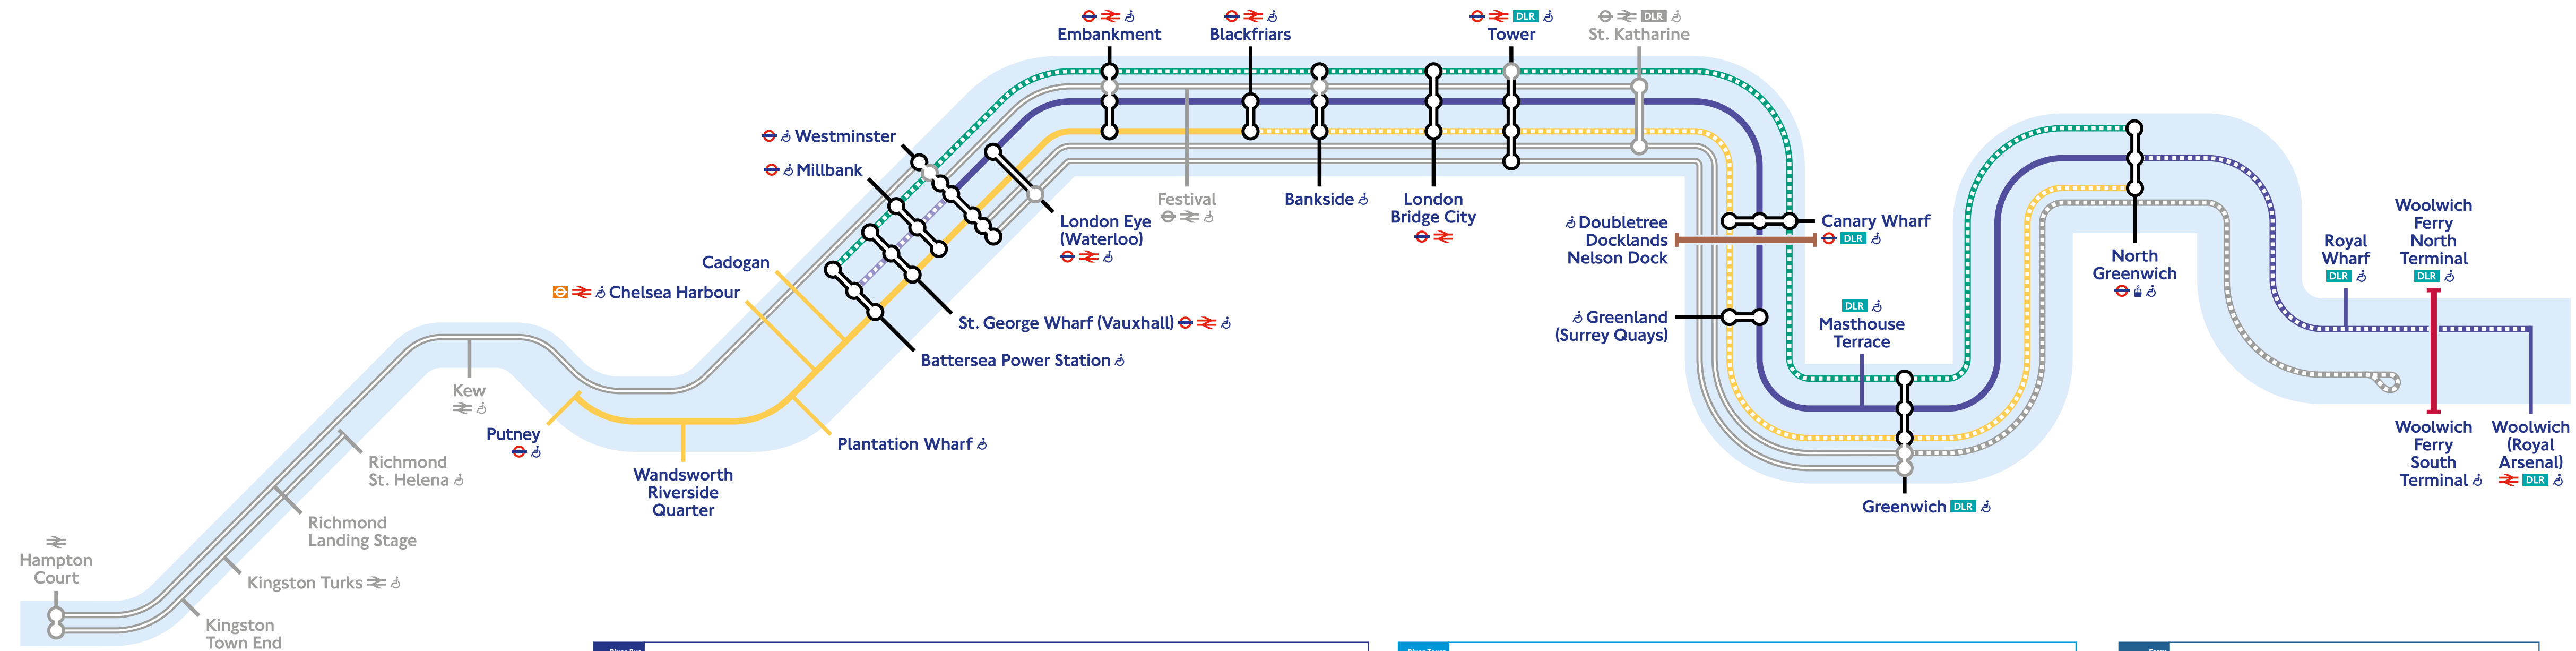 Embankment
Blackfriars
DLR
Tower
DLR
St. Katharine
Westminster
Millbank
Festival
Bankside
London
Bridge City
London Eye
(Waterloo)
Cadogan
Chelsea Harbour
St. George Wharf (Vauxhall)
Battersea Power Station
Doubletree
Docklands
Nelson Dock
Canary Wharf
DLR
Greenland
(Surrey Quays)
DLR
Masthouse
Terrace
North
Greenwich
Royal
Wharf
DLR
Woolwich
Ferry
North
Terminal
DLR
Kew
Putney
Plantation Wharf
Wandsworth
Riverside
Quarter
Richmond
St. Helena
Richmond
Landing Stage
Hampton
Court
Kingston Turks
Kingston
Town End
Greenwich DLR
Woolwich
Ferry
South
Terminal
Woolwich
(Royal
Arsenal)
DLR